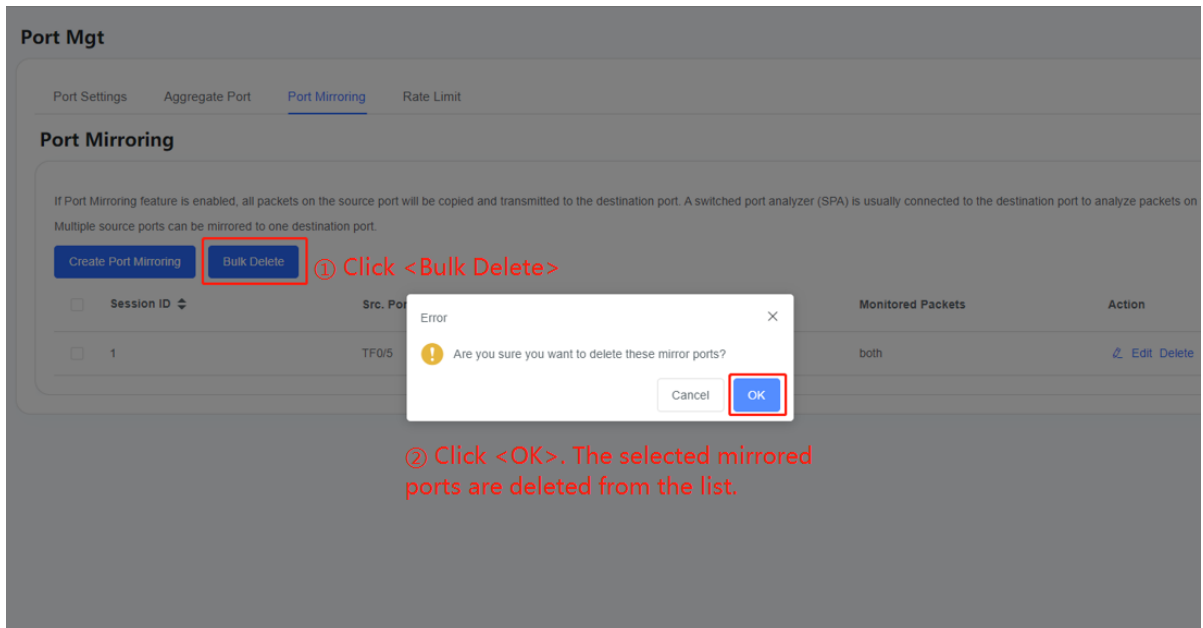 Port Mgt
Port Settings Aggregate Port Port Mirroring Rate Limit
Port Mirroring
If Port Mirroring feature is enabled, all packets on the source port will be copied and transmitted to the destination port. A switched port analyzer (SPA) is usually connected to the destination port to analyze packets on
Multiple source ports can be mirrored to one destination port.
Create Port Mirroring Bulk Delete ① Click <Bulk Delete>
Session ID Src. Por Monitored Packets Action
Error
1 TF0/5 both Edit Delete
Are you sure you want to delete these mirror ports?
Cancel OK
② Click <OK>. The selected mirrored
ports are deleted from the list.